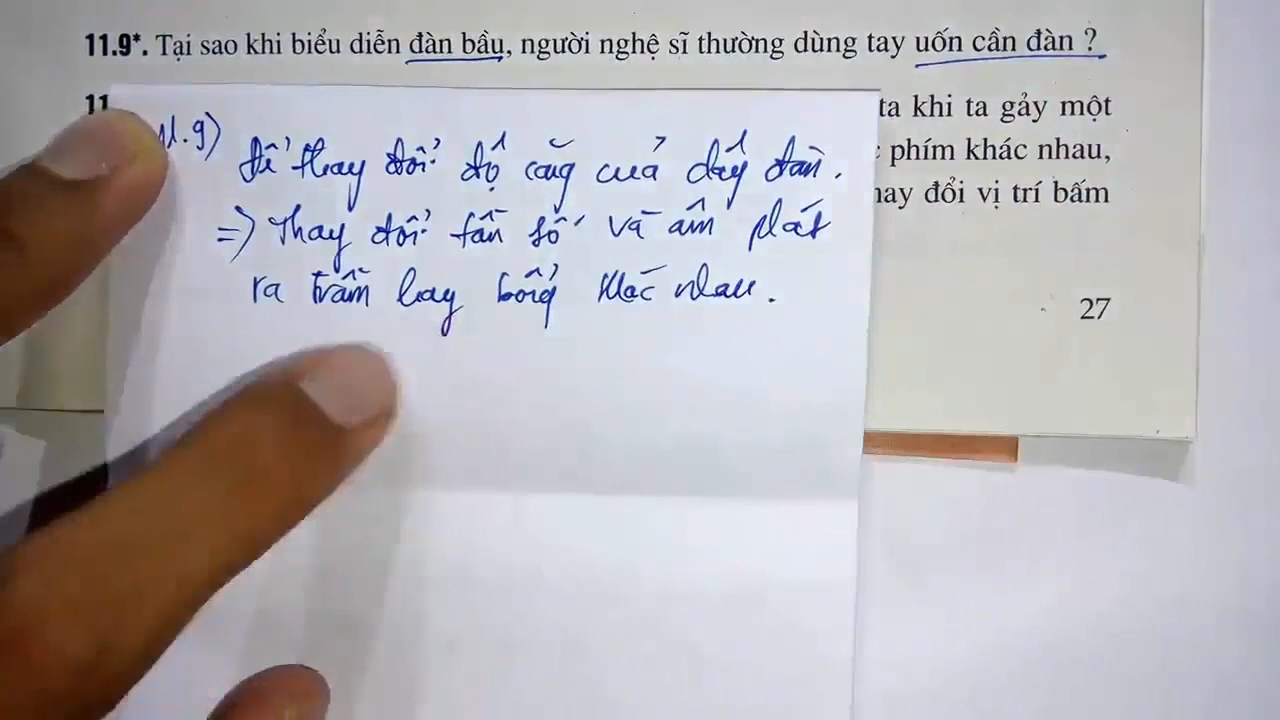 11.9*. Tại sao khi biểu diễn đàn bầu, người nghệ sĩ thường dùng tay uốn cần đàn ?
11
ta khi ta gảy một
phím khác nhau,
hay đổi vị trí bấm
11.9)
Để thay đổi độ căng cuả dây đàn.
=> Thay đổi tần số và âm phát
ra trầm hay bổng khác nhau.
27